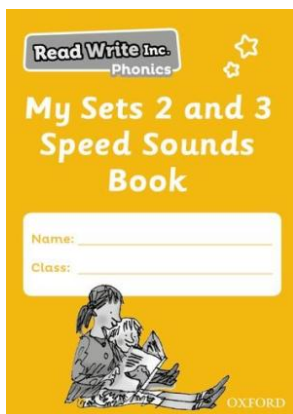 Read Write Inc.
Phonics
My Sets 2 and 3
Speed Sounds
Book
Name:
Class:
OXFORD